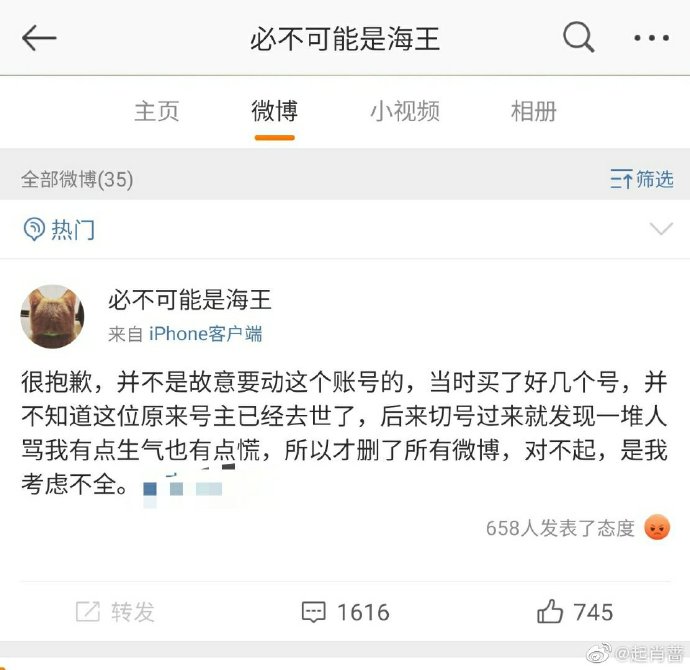 必不可能是海王
主页
微博
小视频
相册
全部微博(35)
筛选
热门
必不可能是海王
来自 iPhone客户端
很抱歉，并不是故意要动这个账号的，当时买了好几个号，并
不知道这位原来号主已经去世了，后来切号过来就发现一堆人
骂我有点生气也有点慌，所以才删了所有微博，对不起，是我
考虑不全。
658人发表了态度
转发
1616
745
@起肖蔷